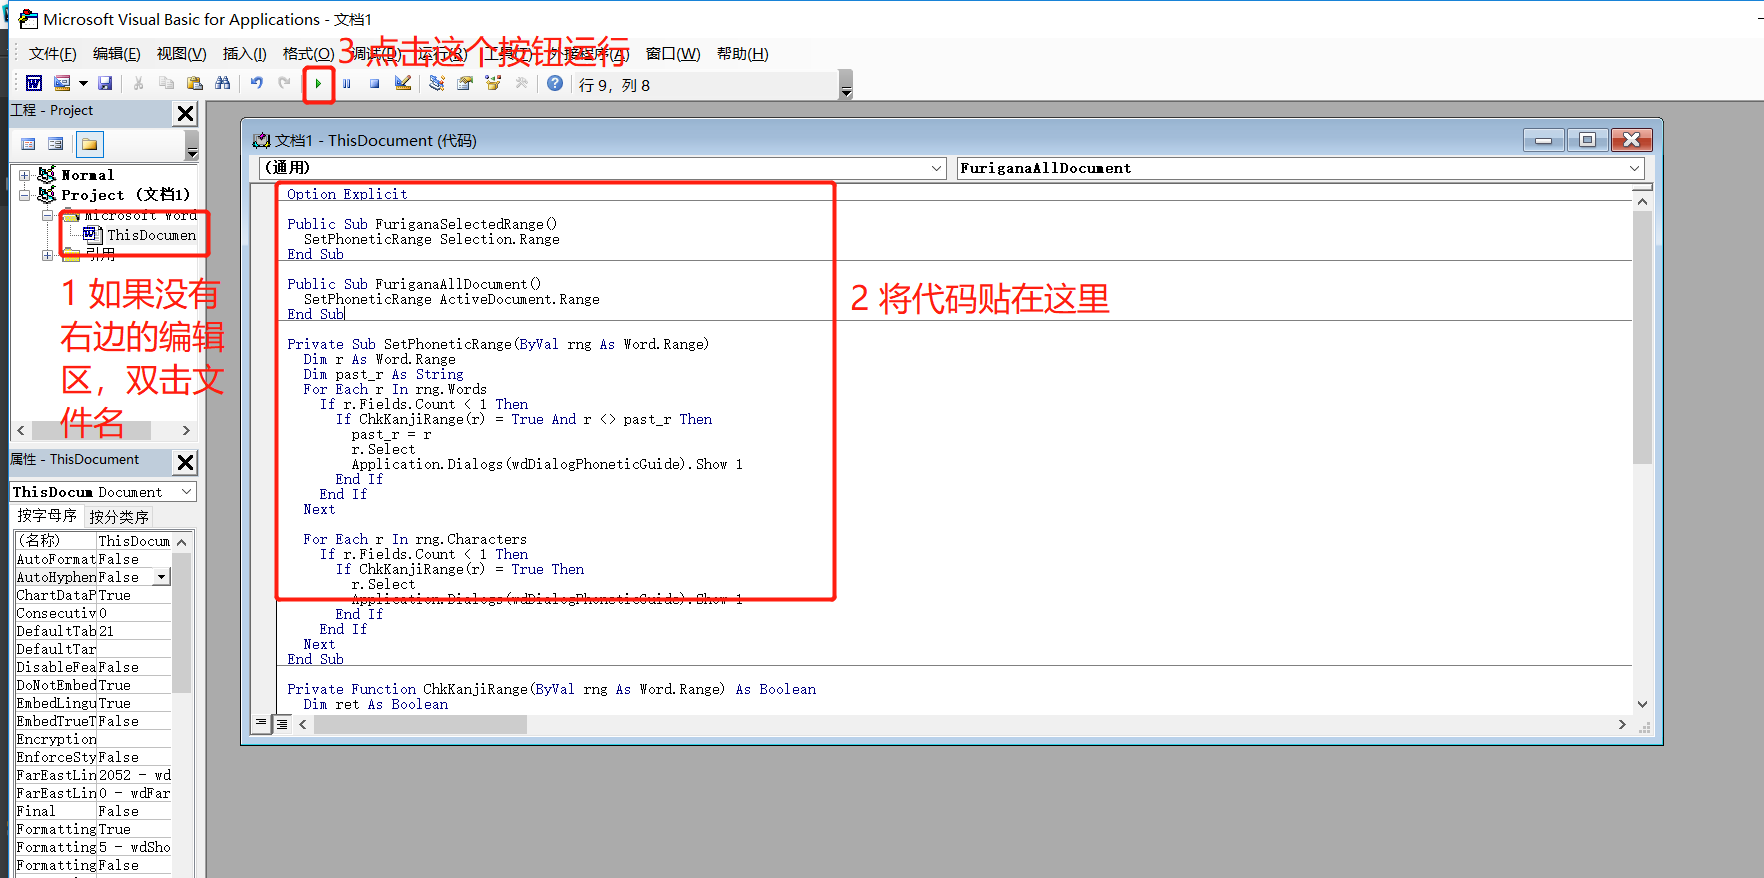 Microsoft Visual Basic for Applications - 文档1
文件(F) 编辑(E) 视图(V) 插入(I) 格式(O) 调试(D) 运行(R) 工具(T) 外接程序(A) 窗口(W) 帮助(H)
3 点击这个按钮运行
行 9，列 8
工程 - Project
Normal
Project (文档1)
Microsoft Word
ThisDocumen
引用
1 如果没有
右边的编辑
区，双击文
件名
属性 - ThisDocument
ThisDocum Document
按字母序 按分类序
(名称) ThisDocum
AutoFormat False
AutoHyphen False
ChartDataP True
Consecutiv 0
DefaultTab 21
DefaultTar
DisableFea False
DoNotEmbed True
EmbedLingu True
EmbedTrueT False
Encryption
EnforceSty False
FarEastLin 2052 - wd
FarEastLin 0 - wdFar
Final False
Formatting True
Formatting 5 - wdSho
Formatting False
文档1 - ThisDocument (代码)
(通用) FuriganaAllDocument
Option Explicit
Public Sub FuriganaSelectedRange()
SetPhoneticRange Selection.Range
End Sub
Public Sub FuriganaAllDocument()
SetPhoneticRange ActiveDocument.Range
End Sub
2 将代码贴在这里
Private Sub SetPhoneticRange(ByVal rng As Word.Range)
Dim r As Word.Range
Dim past_r As String
For Each r In rng.Words
If r.Fields.Count < 1 Then
If ChkKanjiRange(r) = True And r <> past_r Then
past_r = r
r.Select
Application.Dialogs(wdDialogPhoneticGuide).Show 1
End If
End If
Next
For Each r In rng.Characters
If r.Fields.Count < 1 Then
If ChkKanjiRange(r) = True Then
r.Select
Application.Dialogs(wdDialogPhoneticGuide).Show 1
End If
End If
Next
End Sub
Private Function ChkKanjiRange(ByVal rng As Word.Range) As Boolean
Dim ret As Boolean